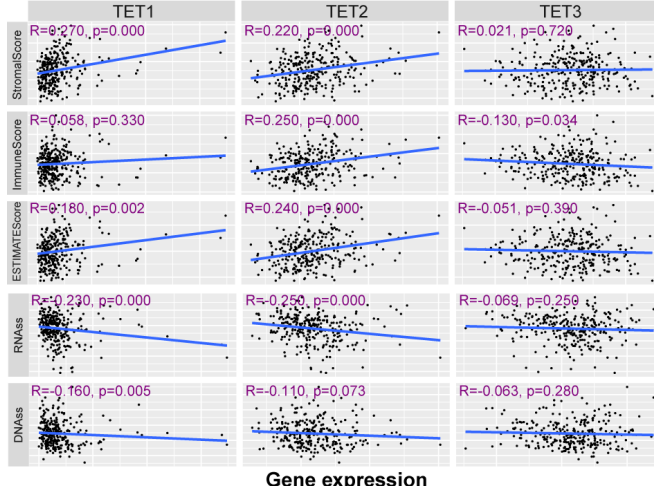 TET1 TET2 TET3
StromalScore R=0.270, p=0.000 R=0.220, p=0.000 R=0.021, p=0.720
ImmuneScore R=0.058, p=0.330 R=0.250, p=0.000 R=-0.130, p=0.034
ESTIMATEScore R=0.180, p=0.002 R=0.240, p=0.000 R=-0.051, p=0.390
RNAss R=-0.230, p=0.000 R=-0.250, p=0.000 R=-0.069, p=0.250
DNAss R=-0.160, p=0.005 R=-0.110, p=0.073 R=-0.063, p=0.280
Gene expression